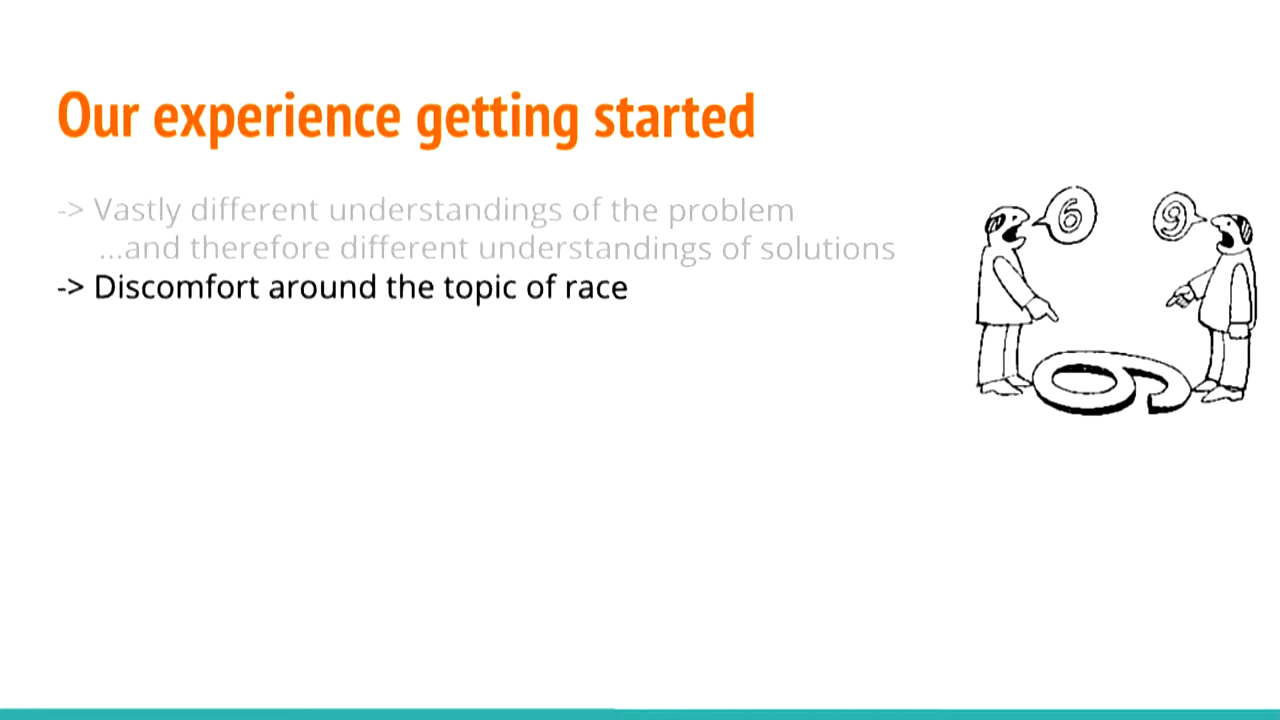 Our experience getting started
-> Vastly different understandings of the problem
...and therefore different understandings of solutions
-> Discomfort around the topic of race
6
9